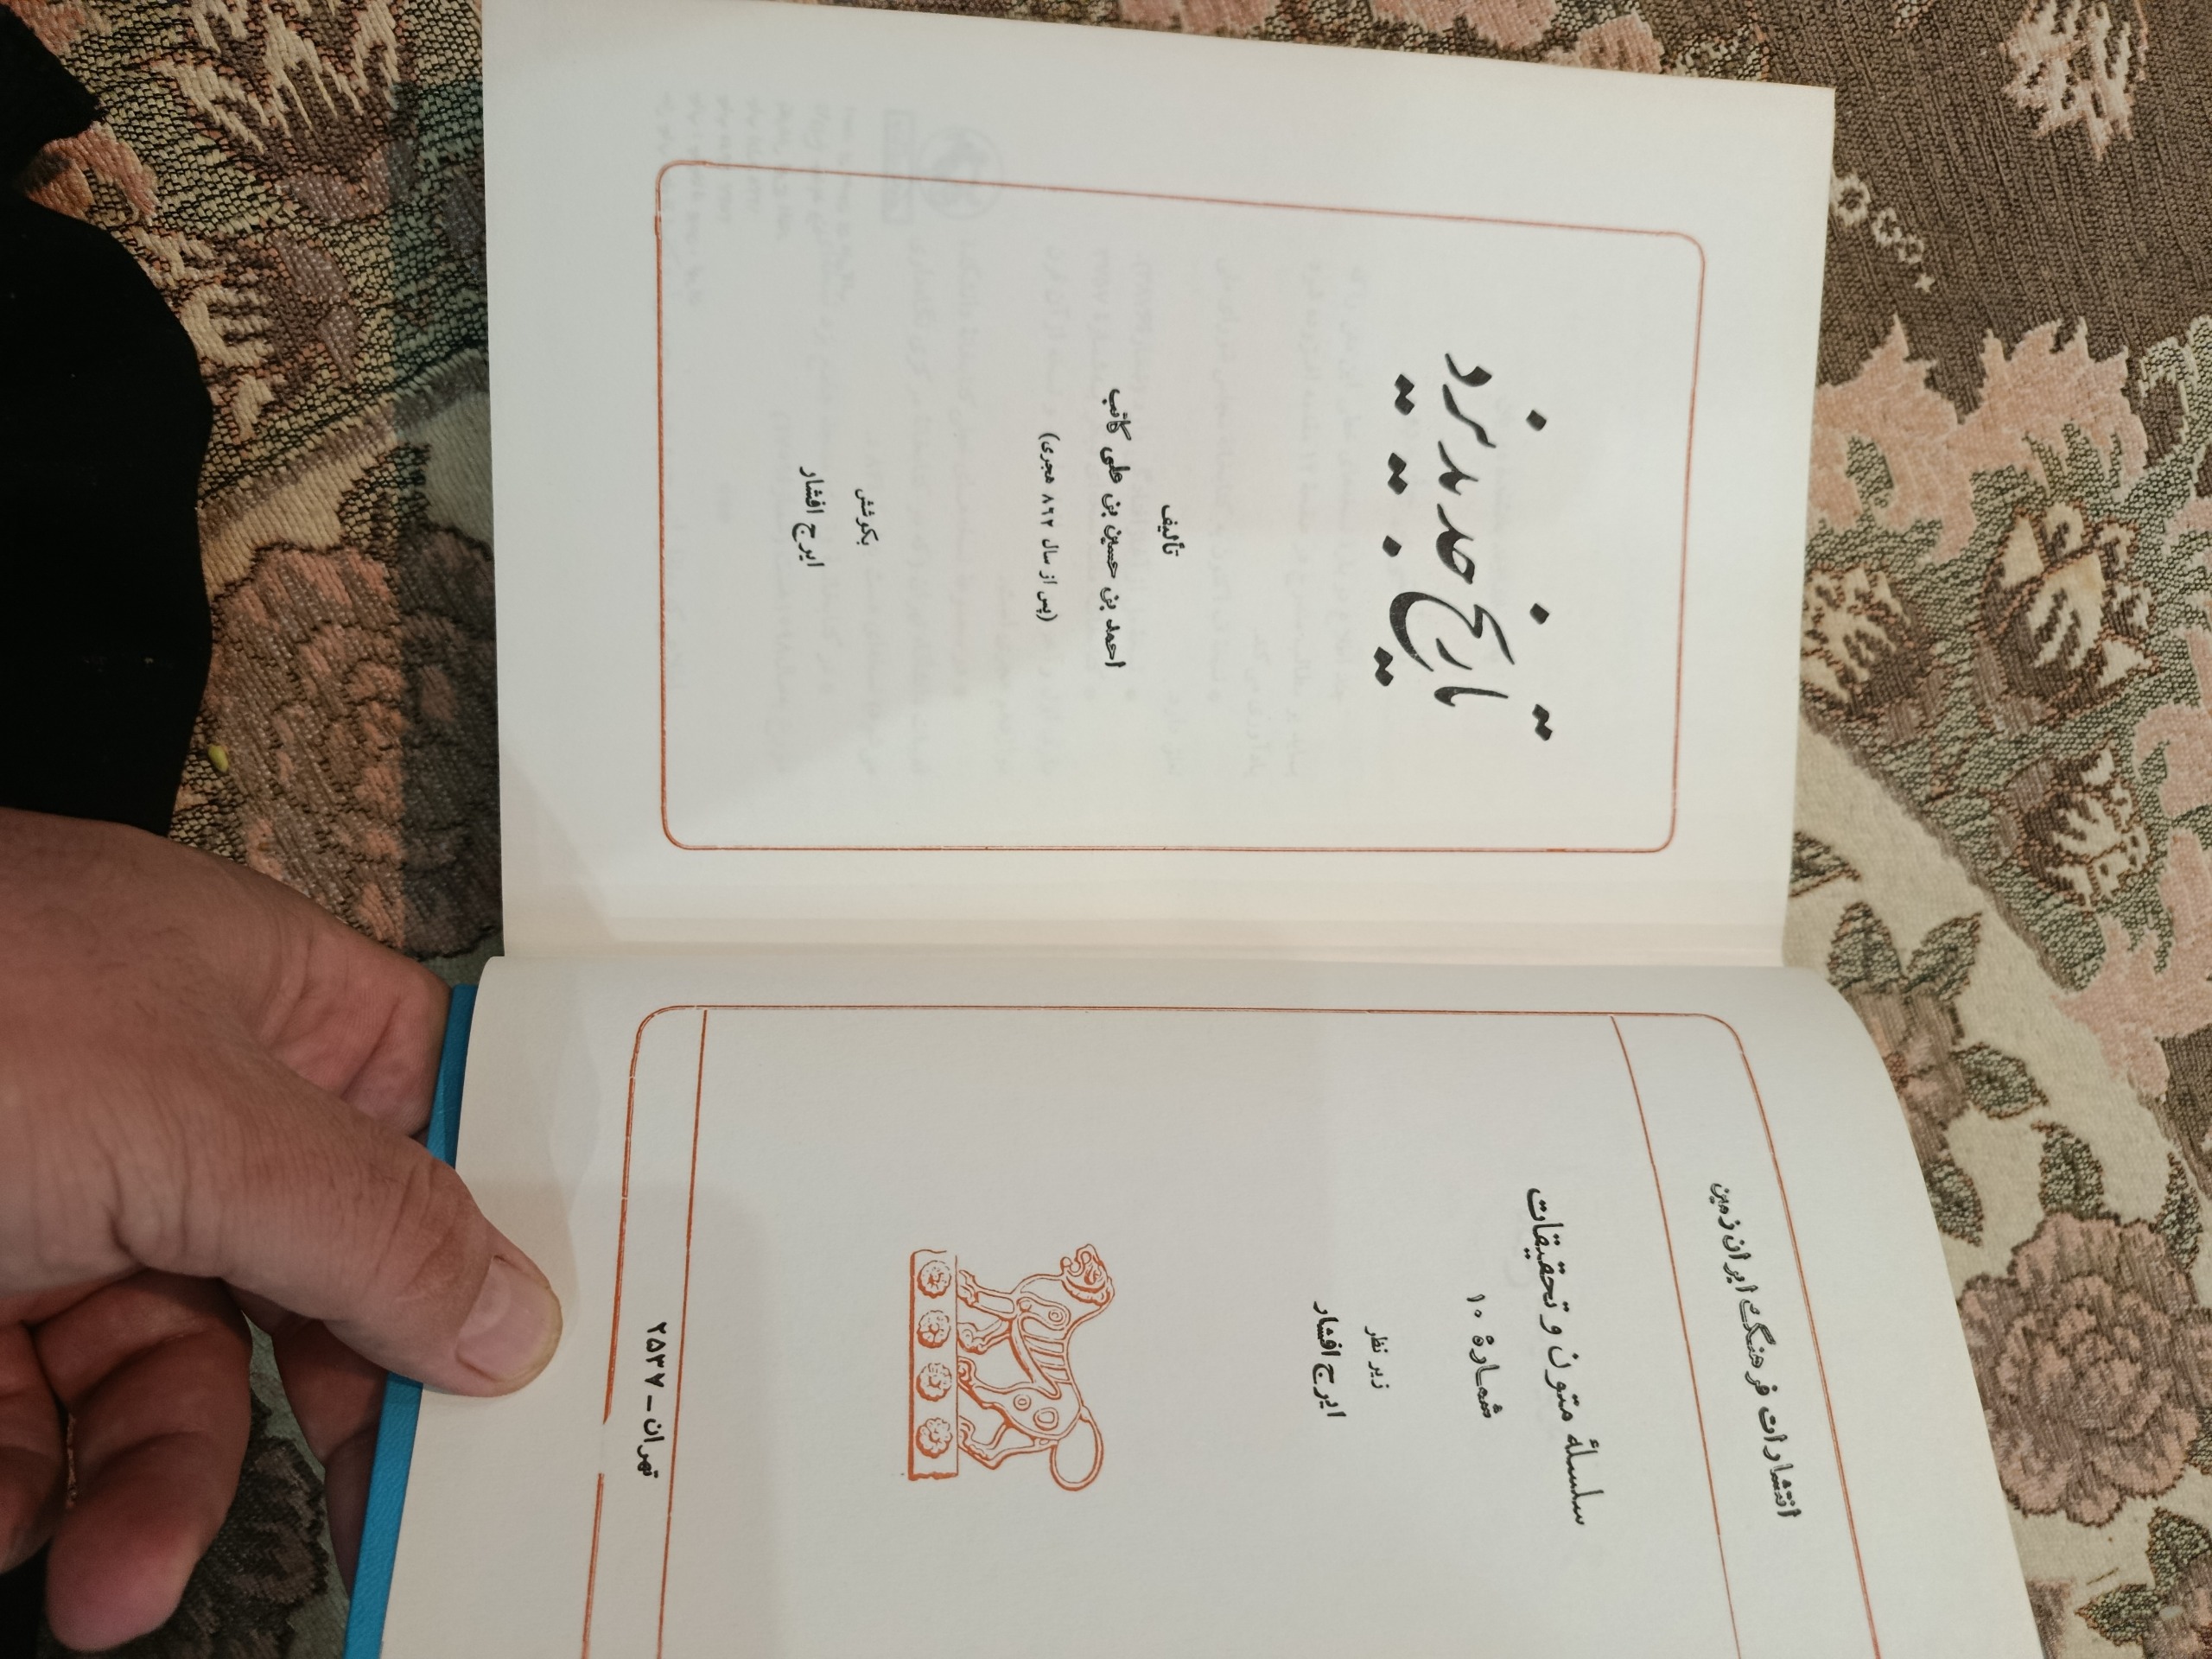 انتشارات فرهنگ ایران زمین
سلسلهٔ متون و تحقیقات
شمارهٔ ۱۰
زیر نظر
ایرج افشار
تهران ـ ۲۵۳۷
تاریخ جدید یزد
تألیف
احمد بن حسین بن علی کاتب
(پس از سال ۸۶۲ هجری)
بکوشش
ایرج افشار